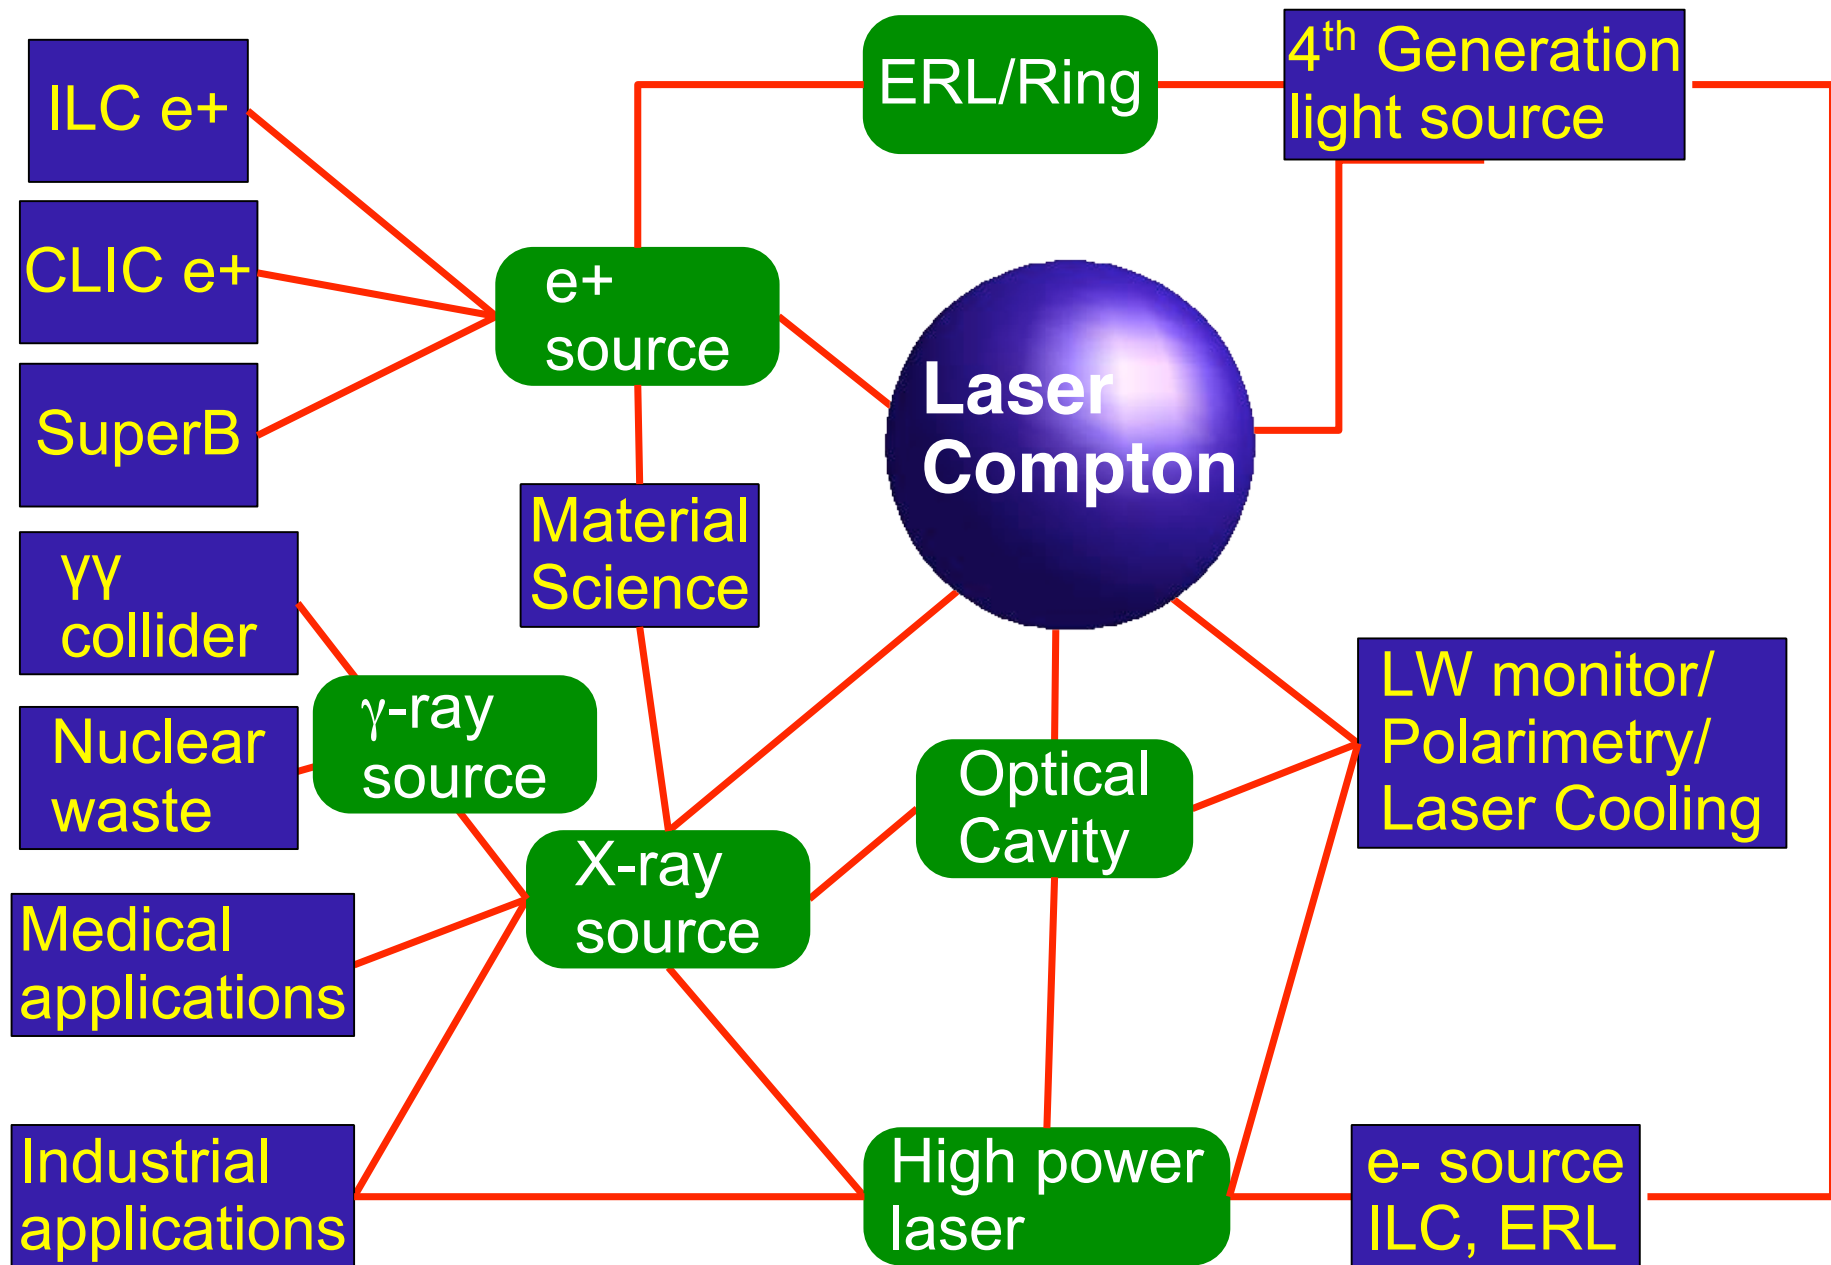 ERL/Ring
4th Generation
light source
ILC e+
CLIC e+
e+
source
SuperB
Laser
Compton
Material
Science
γγ
collider
γ-ray
source
LW monitor/
Polarimetry/
Laser Cooling
Nuclear
waste
Optical
Cavity
X-ray
source
Medical
applications
Industrial
applications
High power
laser
e- source
ILC, ERL